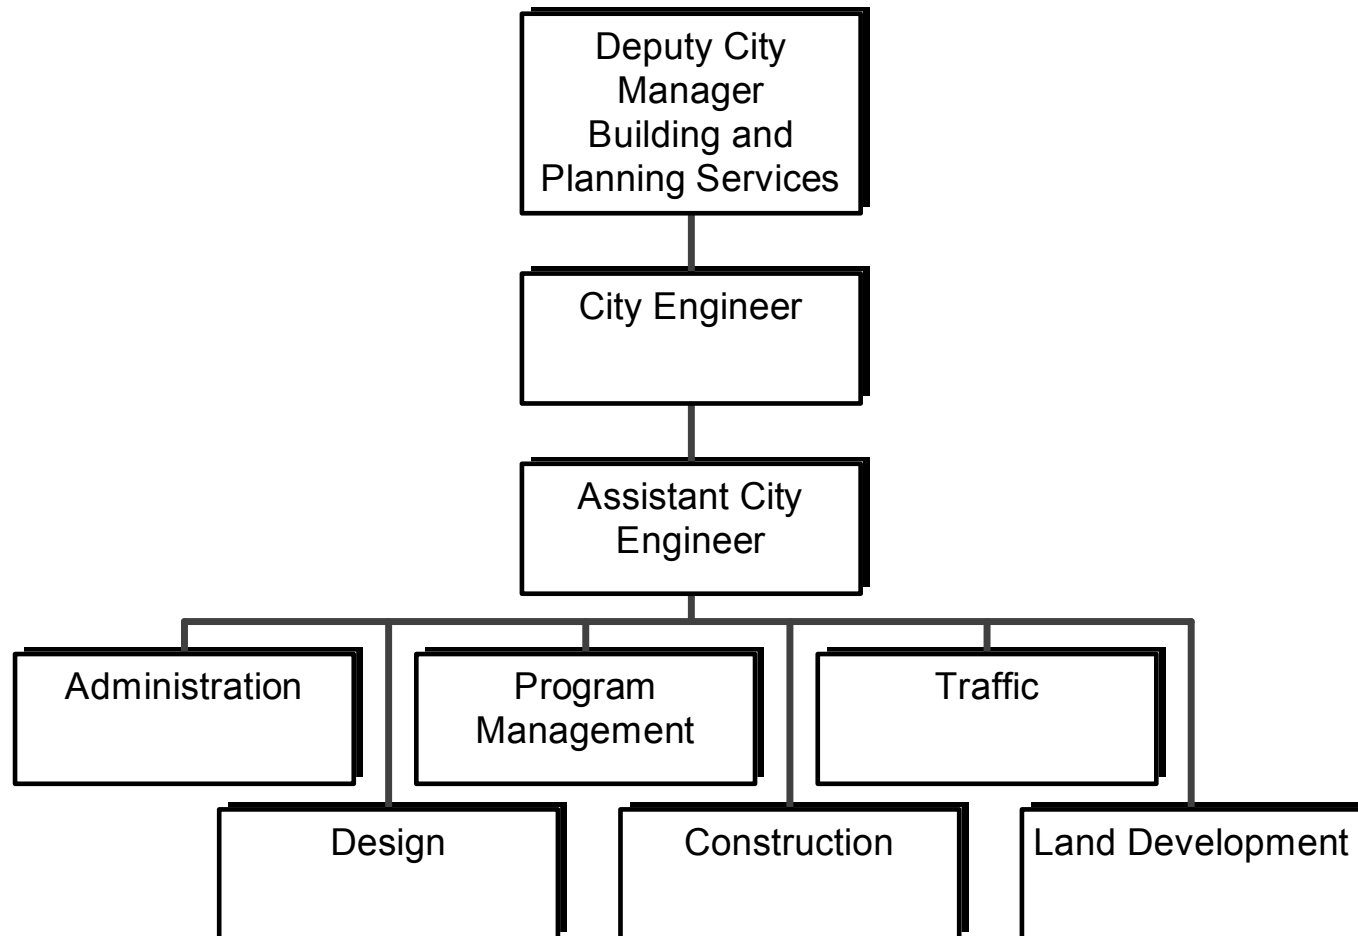 Deputy City
Manager
Building and
Planning Services
City Engineer
Assistant City
Engineer
Administration
Program
Management
Traffic
Design
Construction
Land Development